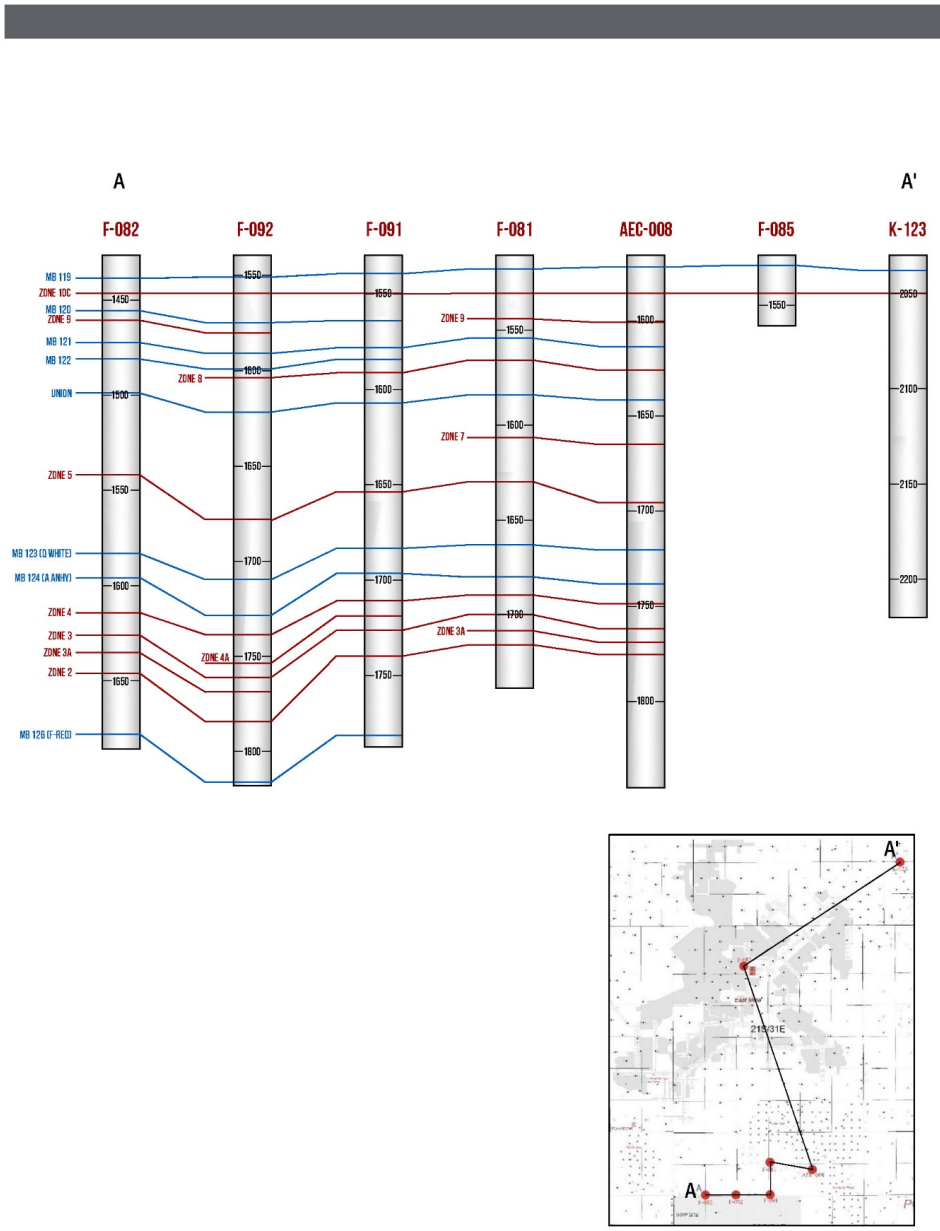 A A'
F-082 F-092 F-091 F-081 AEC-008 F-085 K-123
MB 119
ZONE 10C
MB 120
ZONE 9
MB 121
MB 122
UNION
ZONE 5
MB 123 (Q WHITE)
MB 124 (A ANHY)
ZONE 4
ZONE 3
ZONE 3A
ZONE 2
MB 126 (F-RED)
1450
1500
1550
1600
1650
1550
1600
1650
1700
1750
1800
ZONE 8
ZONE 4A
1550
1600
1650
1700
1750
ZONE 9
ZONE 7
ZONE 3A
1550
1600
1650
1700
1600
1650
1700
1750
1800
1550
2050
2100
2150
2200
A'
21S/31E
A